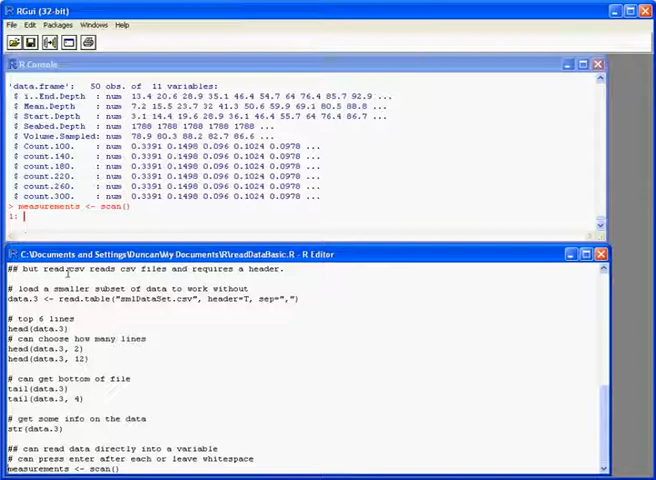 RGui (32-bit)
File Edit Packages Windows Help
R Console
'data.frame': 50 obs. of 11 variables:
$ i..End.Depth : num 13.4 20.6 28.9 35.1 46.4 54.7 64 76.4 85.7 92.9 ...
$ Mean.Depth : num 7.2 15.5 23.7 32 41.3 50.6 59.9 69.1 80.5 88.8 ...
$ Start.Depth : num 3.1 14.4 19.6 28.9 36.1 46.4 55.7 64 76.4 86.7 ...
$ Seabed.Depth : num 1788 1788 1788 1788 1788 ...
$ Volume.Sampled: num 78.9 80.3 88.2 82.7 86.6 ...
$ Count.100. : num 0.3391 0.1498 0.096 0.1024 0.0978 ...
$ count.140. : num 0.3391 0.1498 0.096 0.1024 0.0978 ...
$ count.180. : num 0.3391 0.1498 0.096 0.1024 0.0978 ...
$ count.220. : num 0.3391 0.1498 0.096 0.1024 0.0978 ...
$ count.260. : num 0.3391 0.1498 0.096 0.1024 0.0978 ...
$ count.300. : num 0.3391 0.1498 0.096 0.1024 0.0978 ...
> measurements <- scan()
1:
C:\Documents and Settings\Duncan\My Documents\R\readDataBasic.R - R Editor
## but read.csv reads csv files and requires a header.
# load a smaller subset of data to work without
data.3 <- read.table("smlDataSet.csv", header=T, sep=",")
# top 6 lines
head(data.3)
# can choose how many lines
head(data.3, 2)
head(data.3, 12)
# can get bottom of file
tail(data.3)
tail(data.3, 4)
# get some info on the data
str(data.3)
## can read data directly into a variable
# can press enter after each or leave whitespace
measurements <- scan()